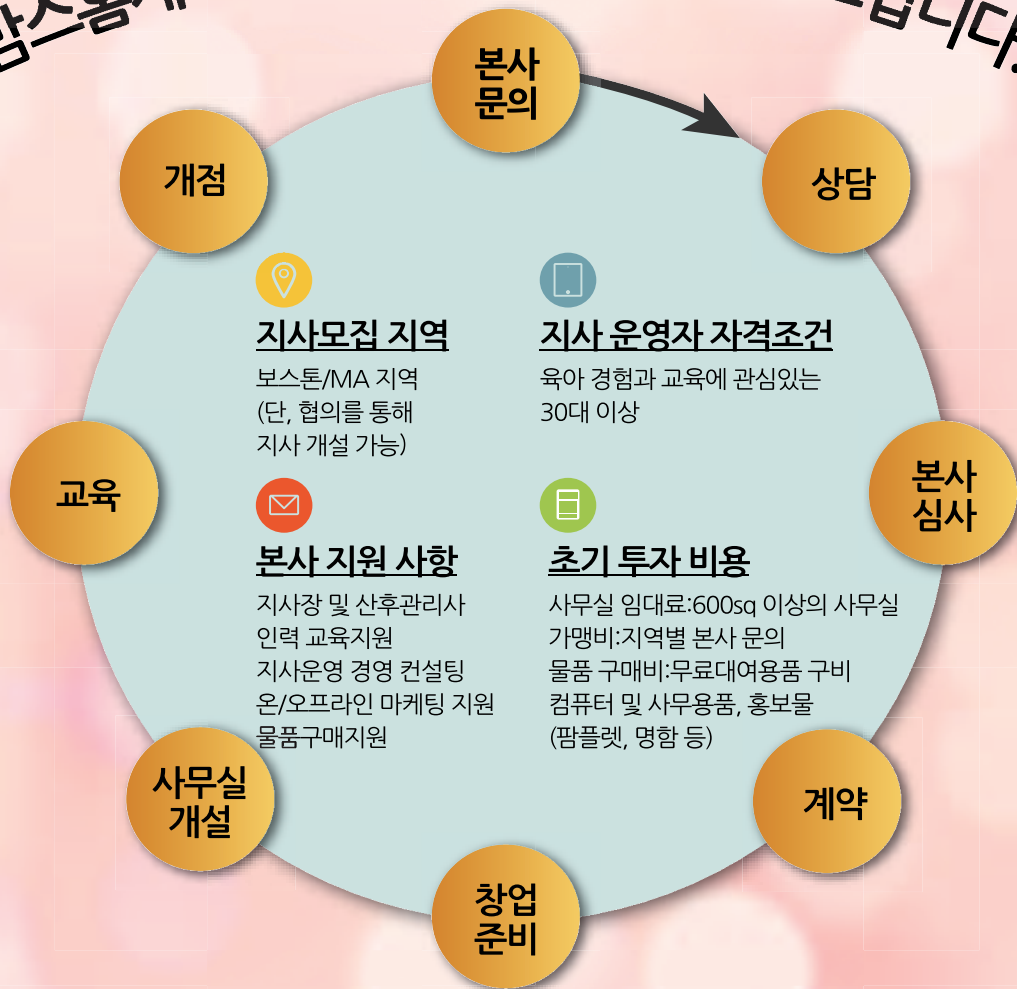 맘스홈케
드립니다.
본사
문의
상담
본사
심사
계약
창업
준비
사무실
개설
교육
개점
지사모집 지역
보스톤/MA 지역
(단, 협의를 통해
지사 개설 가능)
지사 운영자 자격조건
육아 경험과 교육에 관심있는
30대 이상
본사 지원 사항
지사장 및 산후관리사
인력 교육지원
지사운영 경영 컨설팅
온/오프라인 마케팅 지원
물품구매지원
초기 투자 비용
사무실 임대료:600sq 이상의 사무실
가맹비:지역별 본사 문의
물품 구매비:무료대여용품 구비
컴퓨터 및 사무용품, 홍보물
(팜플렛, 명함 등)